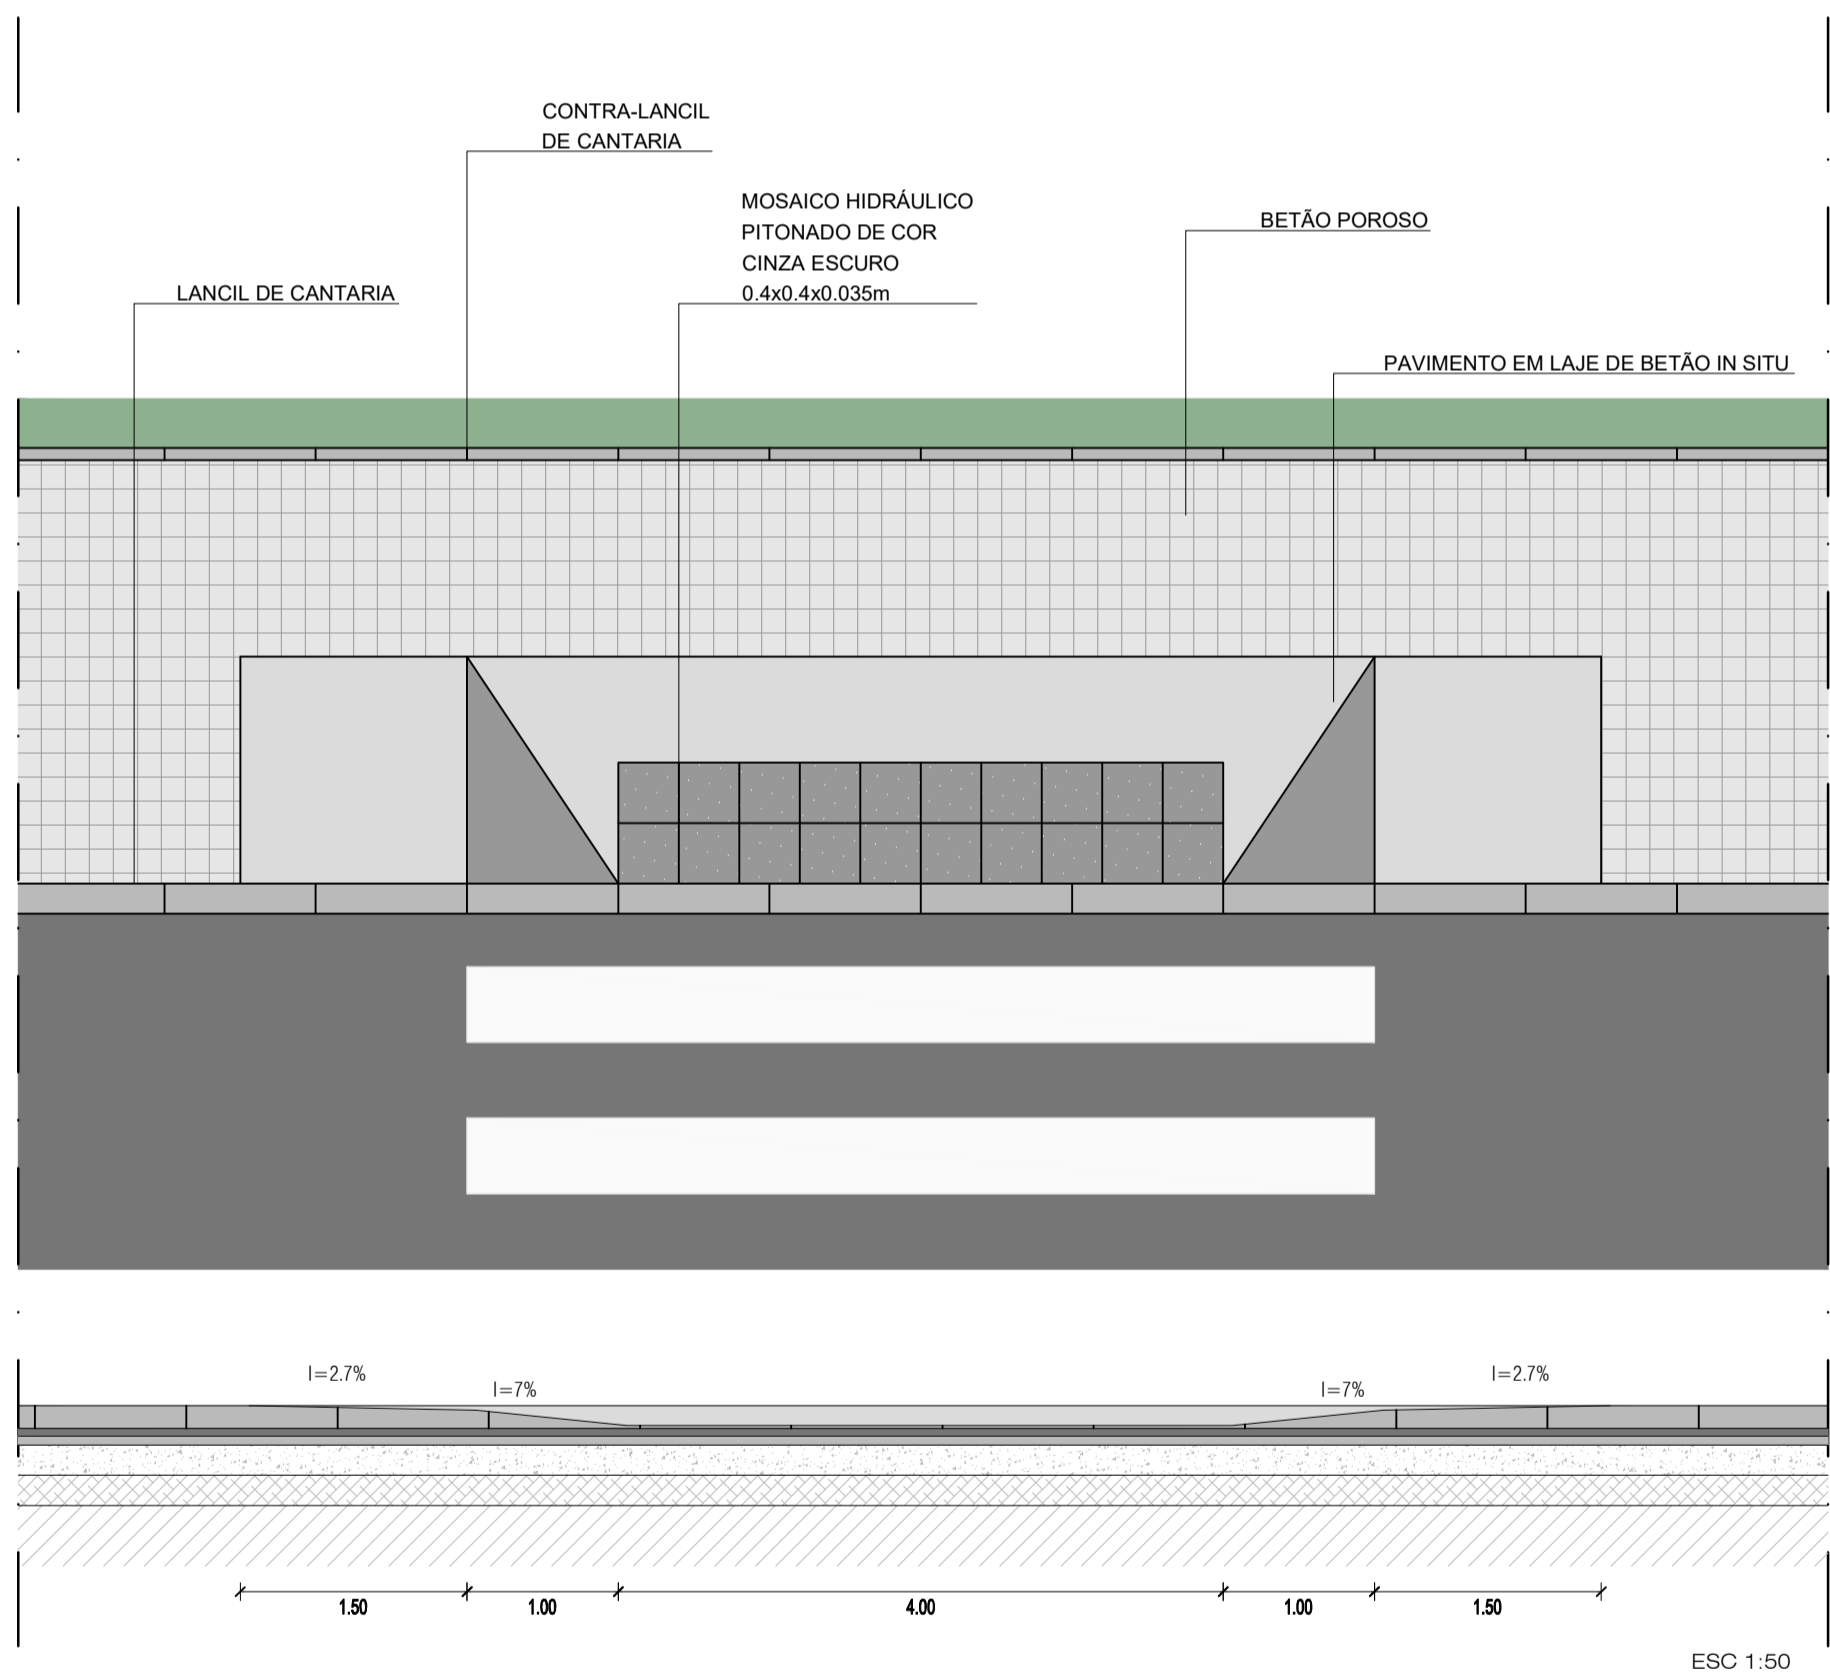 CONTRA-LANCIL
DE CANTARIA
MOSAICO HIDRÁULICO
PITONADO DE COR
CINZA ESCURO
0.4x0.4x0.035m
BETÃO POROSO
LANCIL DE CANTARIA
PAVIMENTO EM LAJE DE BETÃO IN SITU
I=2.7%
I=7%
I=7%
I=2.7%
1.50
1.00
4.00
1.00
1.50
ESC 1:50